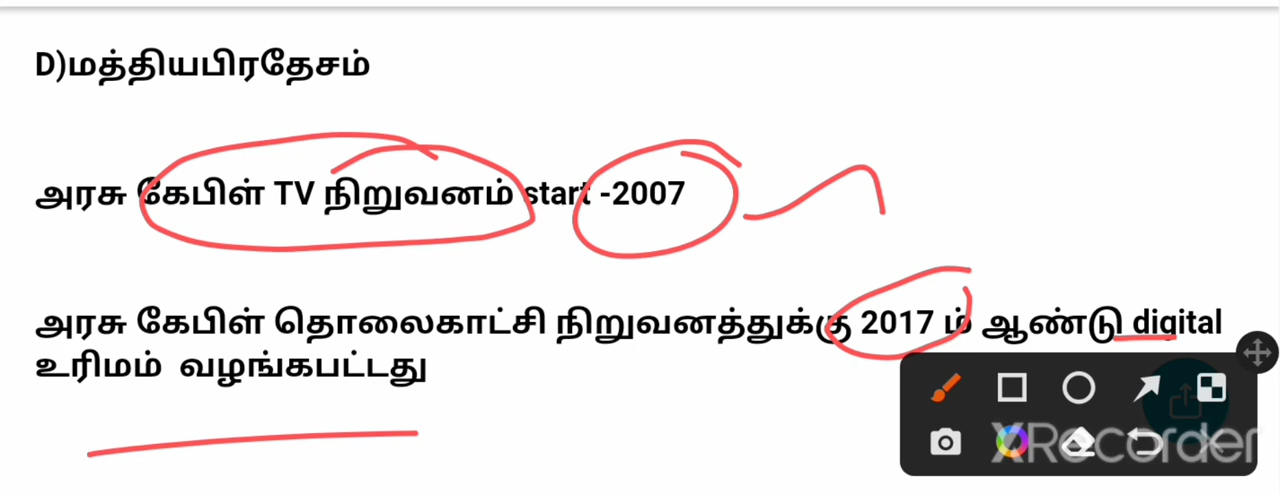 D)மத்தியபிரதேசம்
அரசு கேபிள் TV நிறுவனம் start -2007
அரசு கேபிள் தொலைகாட்சி நிறுவனத்துக்கு 2017 ம் ஆண்டு digital
உரிமம் வழங்கபட்டது
XRecorder